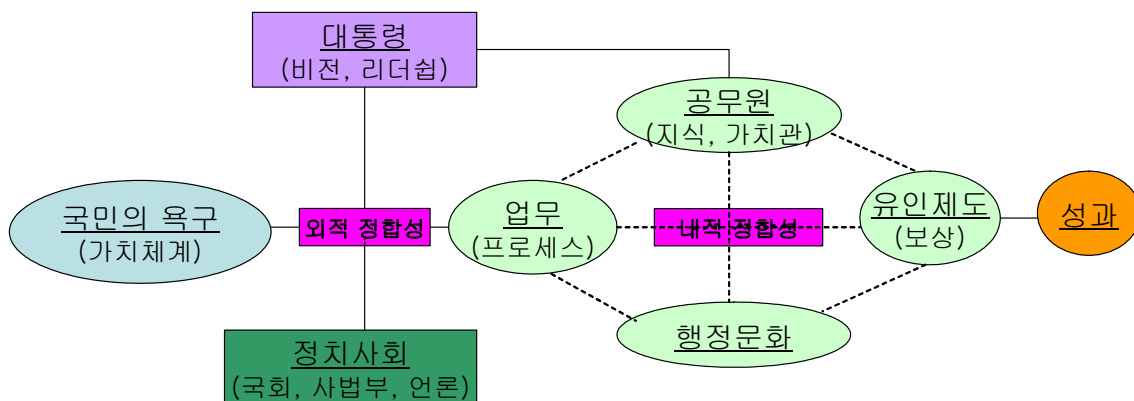 대통령
(비전, 리더쉽)
공무원
(지식, 가치관)
국민의 욕구
(가치체계)
외적 정합성
업무
(프로세스)
내적 정합성
유인제도
(보상)
성과
행정문화
정치사회
(국회, 사법부, 언론)